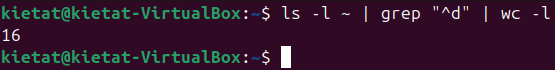 kietat@kietat-VirtualBox:~$ ls -l ~ | grep "^d" | wc -l
16
kietat@kietat-VirtualBox:~$